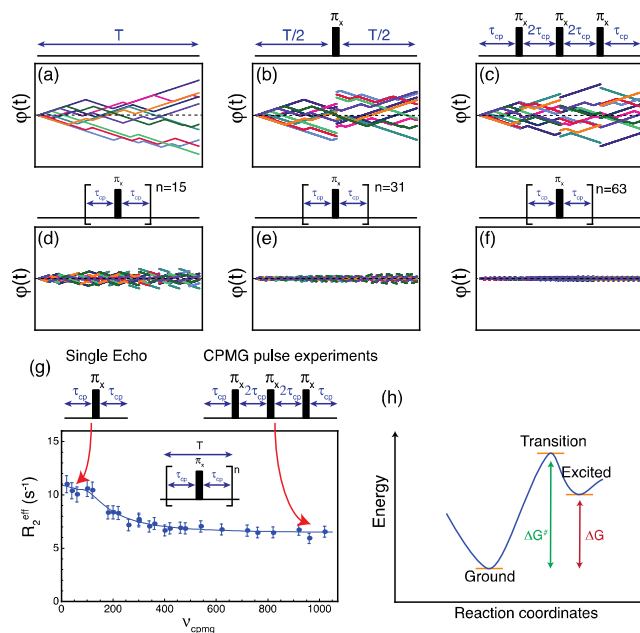 πx
πx πx πx
T
T/2 T/2
τcp 2τcp 2τcp τcp
(a) (b) (c)
φ(t) φ(t) φ(t)
πx n=15 πx n=31 πx n=63
τcp τcp τcp τcp τcp τcp
(d) (e) (f)
φ(t) φ(t) φ(t)
(g) Single Echo CPMG pulse experiments
πx πx πx πx
τcp τcp τcp 2τcp 2τcp τcp
T
πx n
τcp τcp
15
10
5
0
R2eff (s-1)
0 200 400 600 800 1000
νcpmg
(h)
Transition
Excited
ΔG‡ ΔG
Ground
Energy
Reaction coordinates